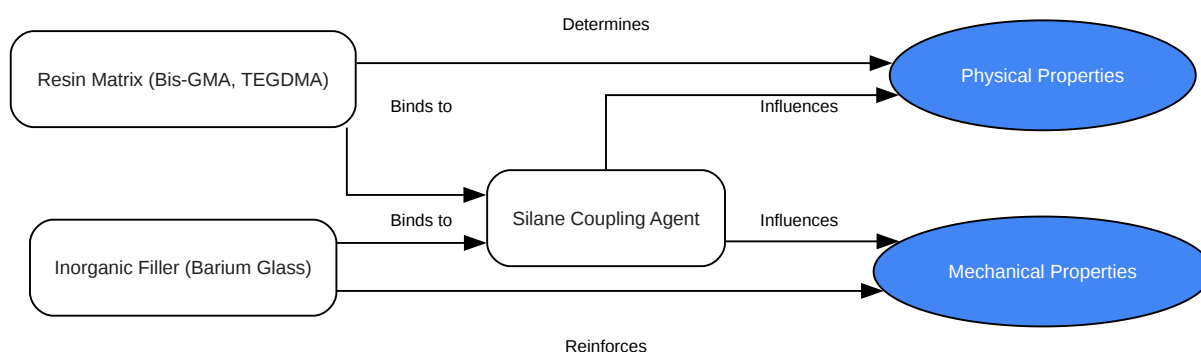 Determines
Resin Matrix (Bis-GMA, TEGDMA)
Physical Properties
Binds to
Influences
Silane Coupling Agent
Binds to
Influences
Inorganic Filler (Barium Glass)
Mechanical Properties
Reinforces